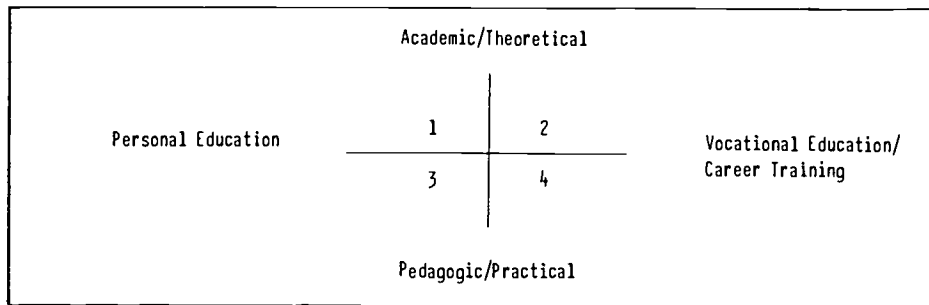 Academic/Theoretical
1 2
Personal Education
Vocational Education/
Career Training
3 4
Pedagogic/Practical